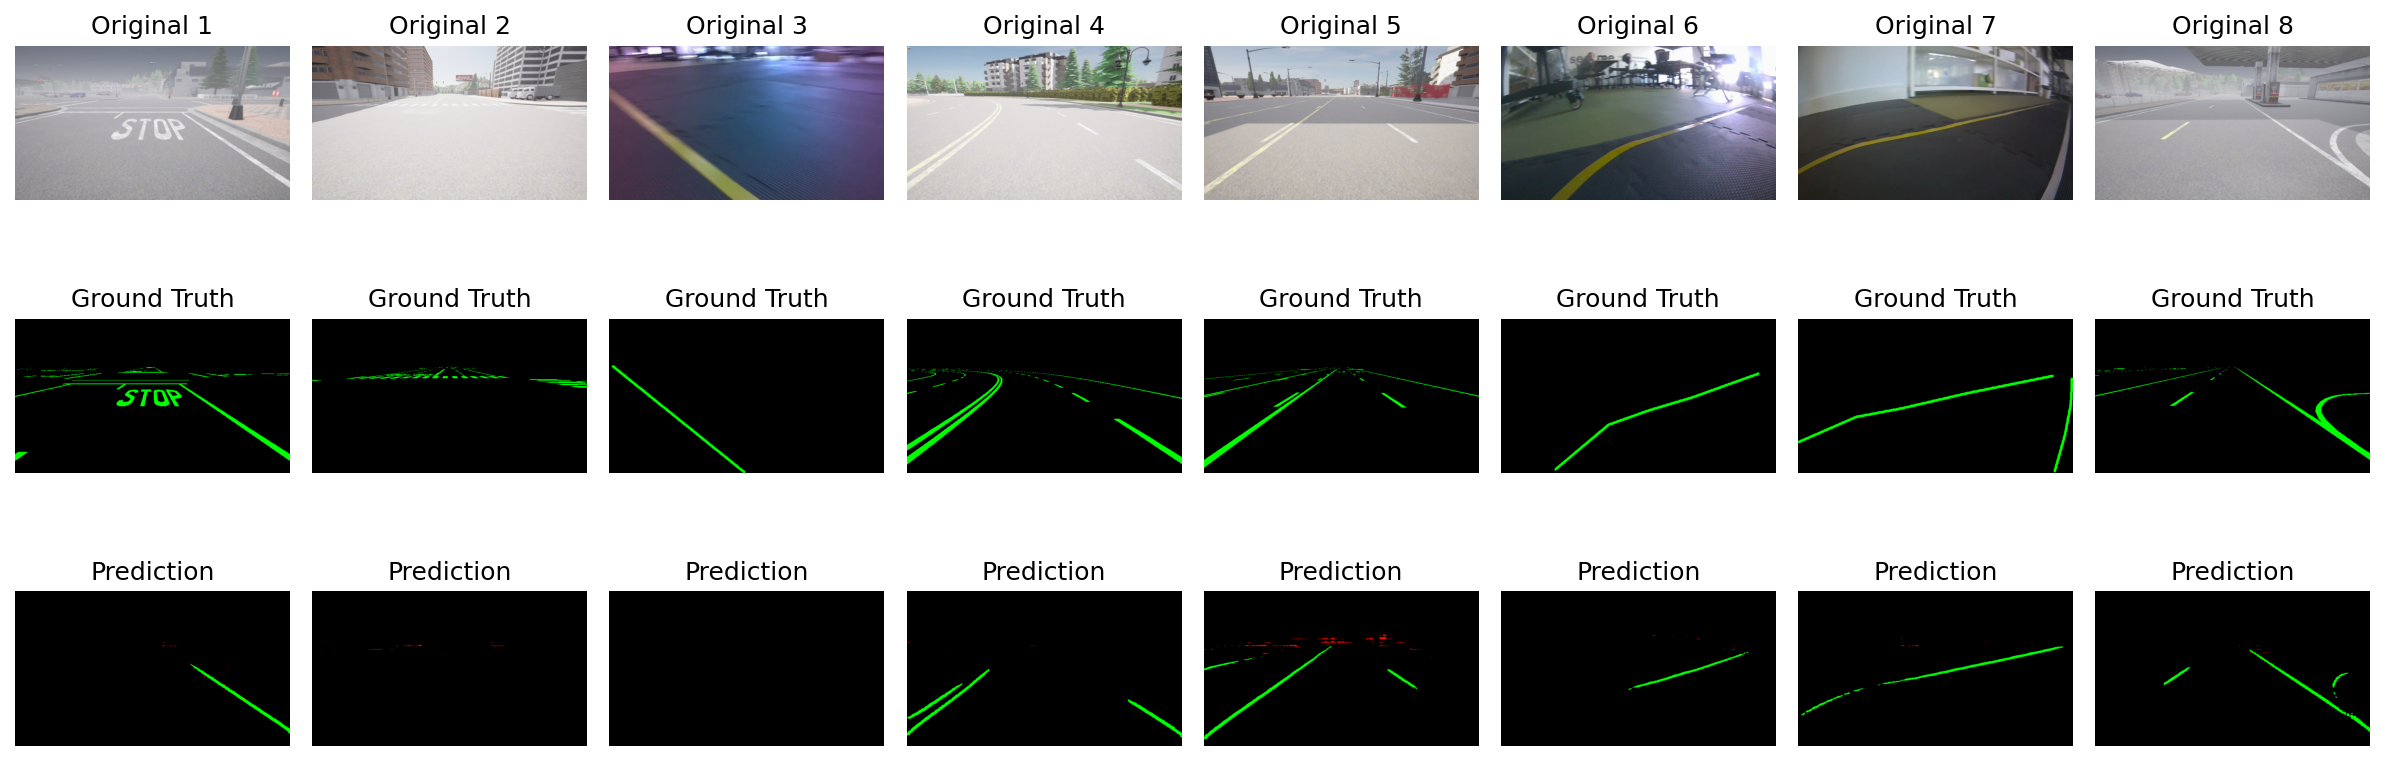 Original 1
Original 2
Original 3
Original 4
Original 5
Original 6
Original 7
Original 8
STOP
Ground Truth
Ground Truth
Ground Truth
Ground Truth
Ground Truth
Ground Truth
Ground Truth
Ground Truth
STOP
Prediction
Prediction
Prediction
Prediction
Prediction
Prediction
Prediction
Prediction